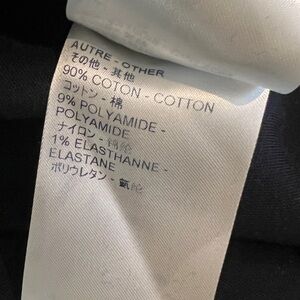 AUTRE - OTHER
その他 - 其他
90% COTON - COTTON
コットン - 棉
9% POLYAMIDE -
POLYAMIDE
ナイロン - 锦纶
1% ELASTHANNE -
ELASTANE
ポリウレタン - 氨纶